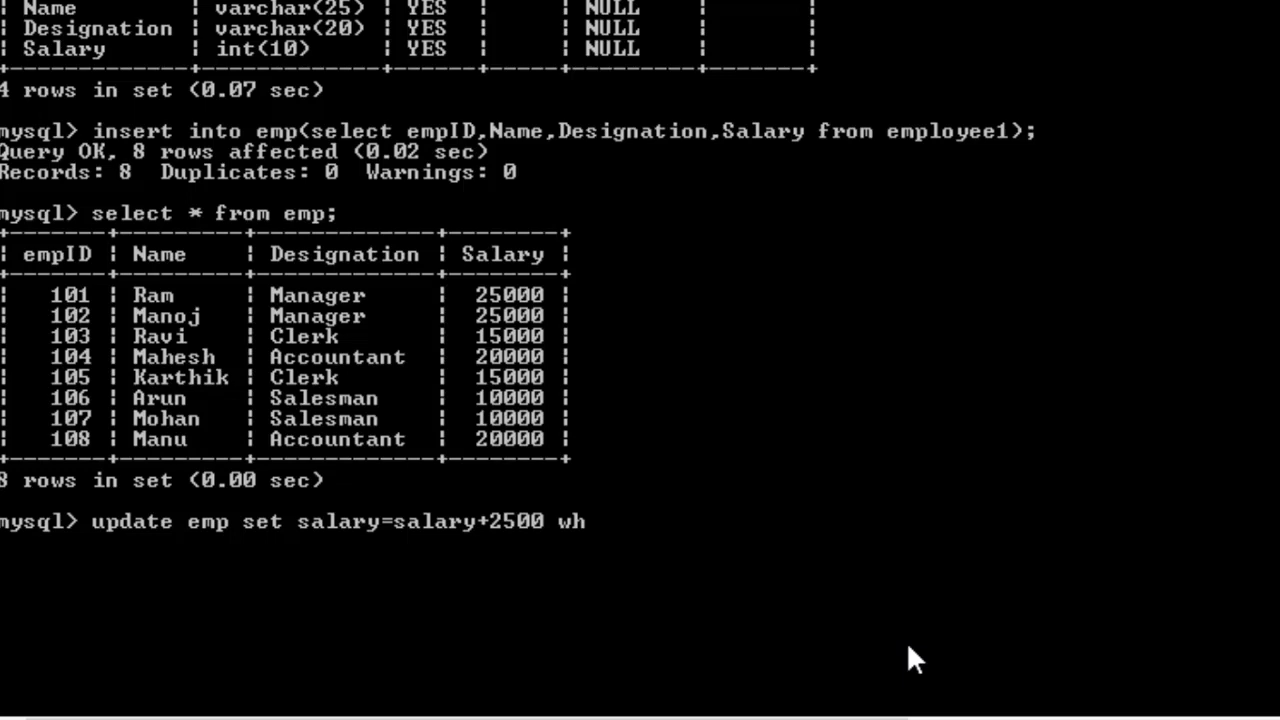 | Name | varchar(25) | YES | | NULL | |
| Designation | varchar(20) | YES | | NULL | |
| Salary | int(10) | YES | | NULL | |
+-------------+-------------+------+-----+---------+-------+
4 rows in set (0.07 sec)
mysql> insert into emp(select empID,Name,Designation,Salary from employee1);
Query OK, 8 rows affected (0.02 sec)
Records: 8  Duplicates: 0  Warnings: 0
mysql> select * from emp;
+-------+---------+-------------+--------+
| empID | Name    | Designation | Salary |
+-------+---------+-------------+--------+
|   101 | Ram     | Manager     |  25000 |
|   102 | Manoj   | Manager     |  25000 |
|   103 | Ravi    | Clerk       |  15000 |
|   104 | Mahesh  | Accountant  |  20000 |
|   105 | Karthik | Clerk       |  15000 |
|   106 | Arun    | Salesman    |  10000 |
|   107 | Mohan   | Salesman    |  10000 |
|   108 | Manu    | Accountant  |  20000 |
+-------+---------+-------------+--------+
8 rows in set (0.00 sec)
mysql> update emp set salary=salary+2500 wh